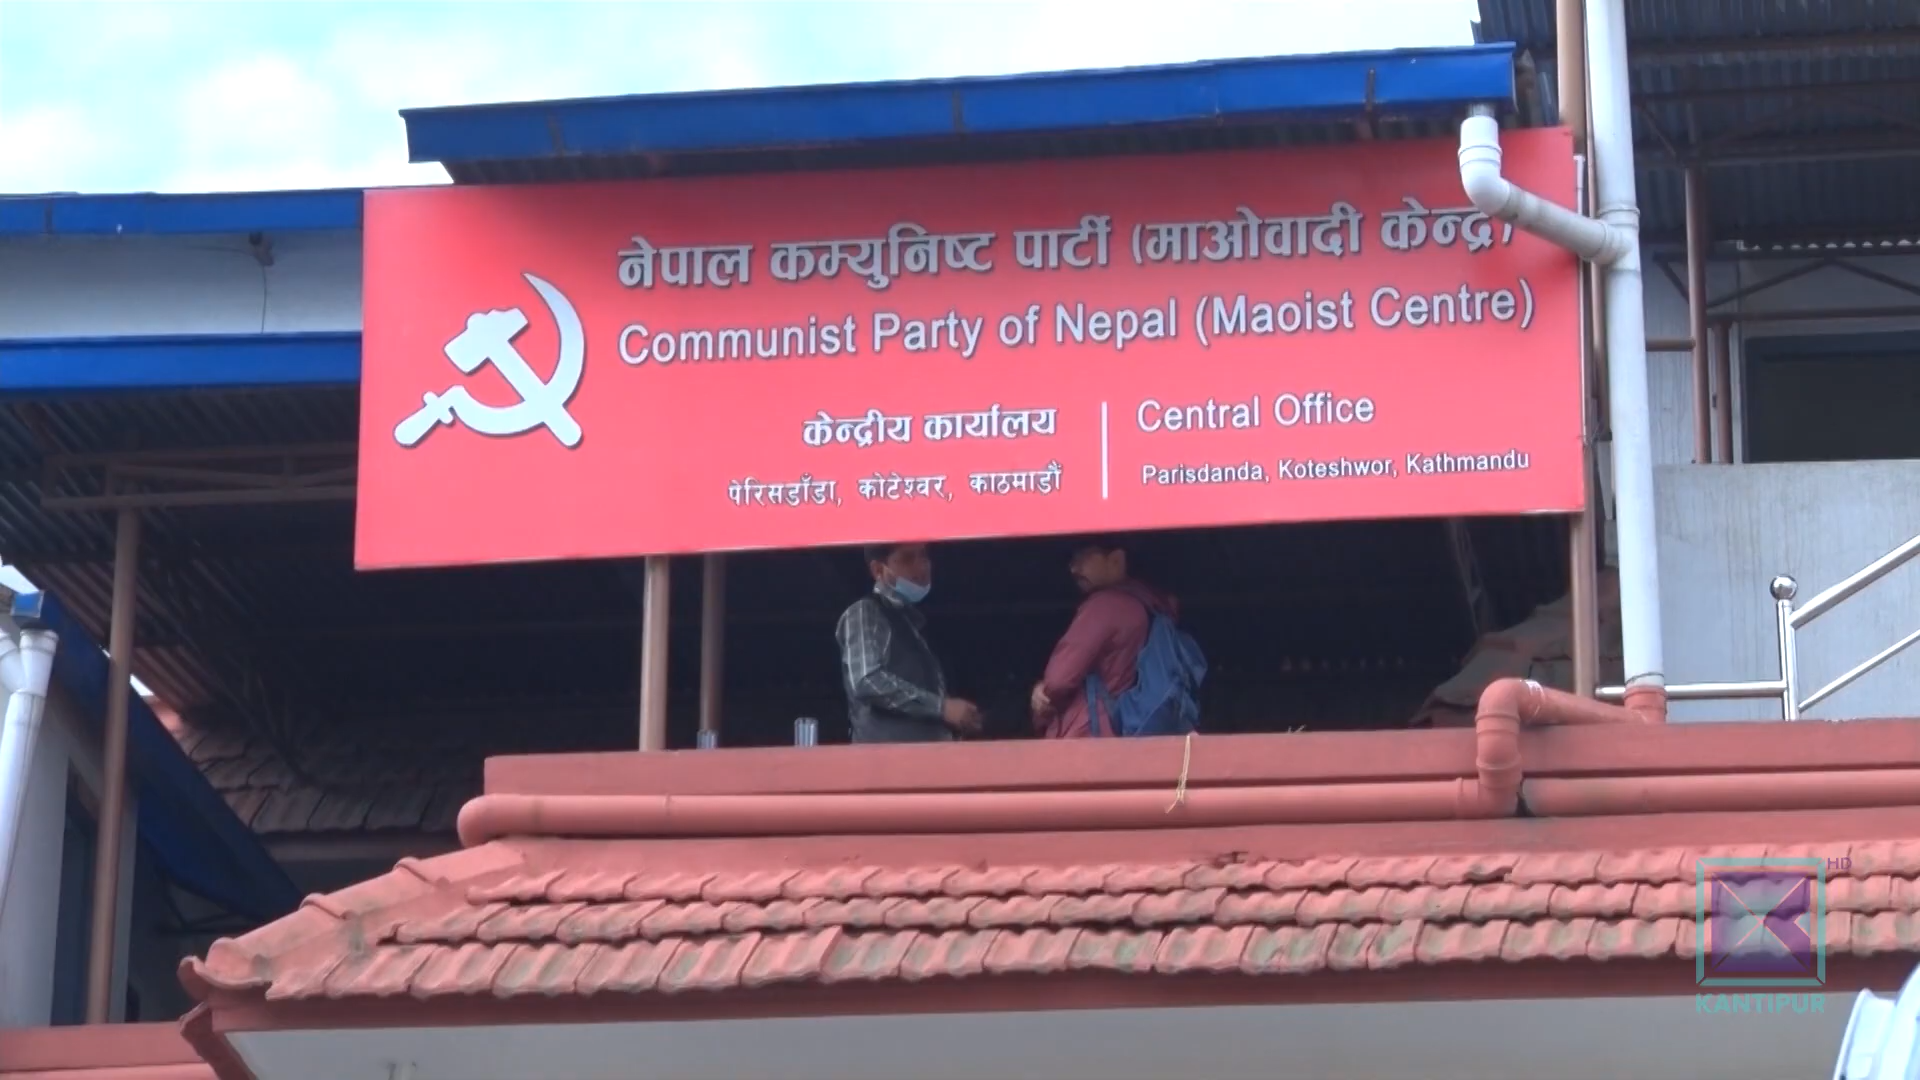 नेपाल कम्युनिष्ट पार्टी (माओवादी केन्द्र)
Communist Party of Nepal (Maoist Centre)
केन्द्रीय कार्यालय
पेरिसडाँडा, कोटेश्वर, काठमाडौं
Central Office
Parisdanda, Koteshwor, Kathmandu
HD
KANTIPUR